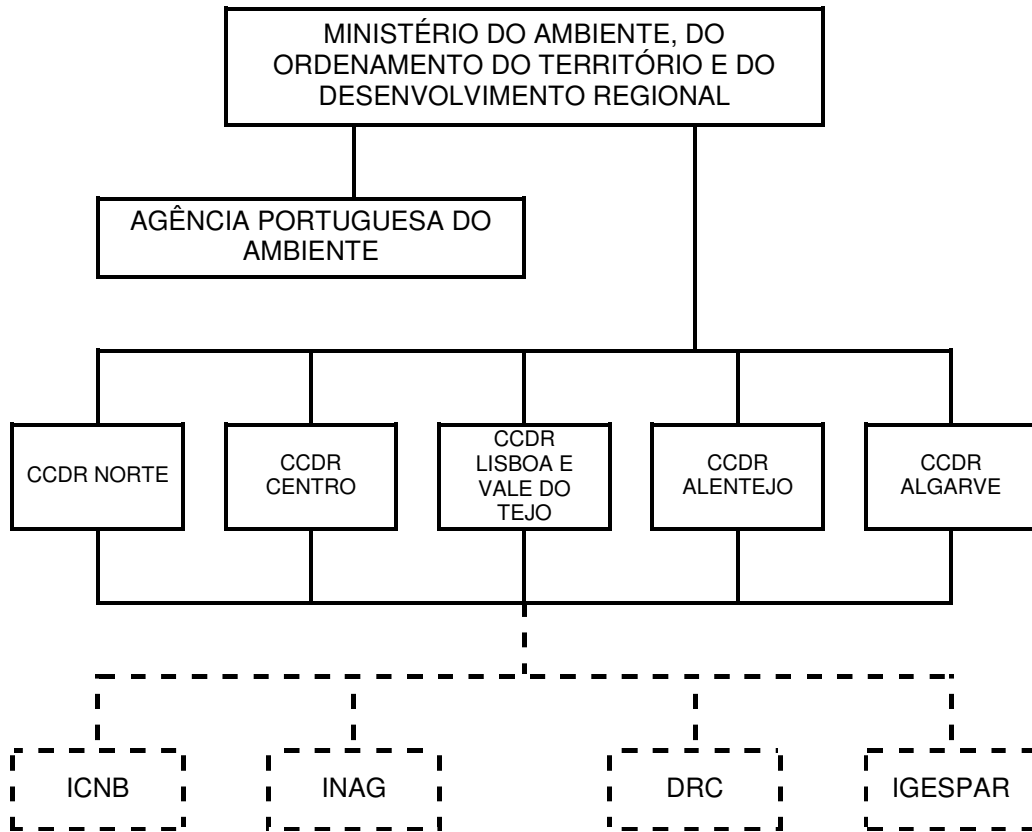 MINISTÉRIO DO AMBIENTE, DO
ORDENAMENTO DO TERRITÓRIO E DO
DESENVOLVIMENTO REGIONAL
AGÊNCIA PORTUGUESA DO
AMBIENTE
CCDR NORTE
CCDR
CENTRO
CCDR
LISBOA E
VALE DO
TEJO
CCDR
ALENTEJO
CCDR
ALGARVE
ICNB
INAG
DRC
IGESPAR